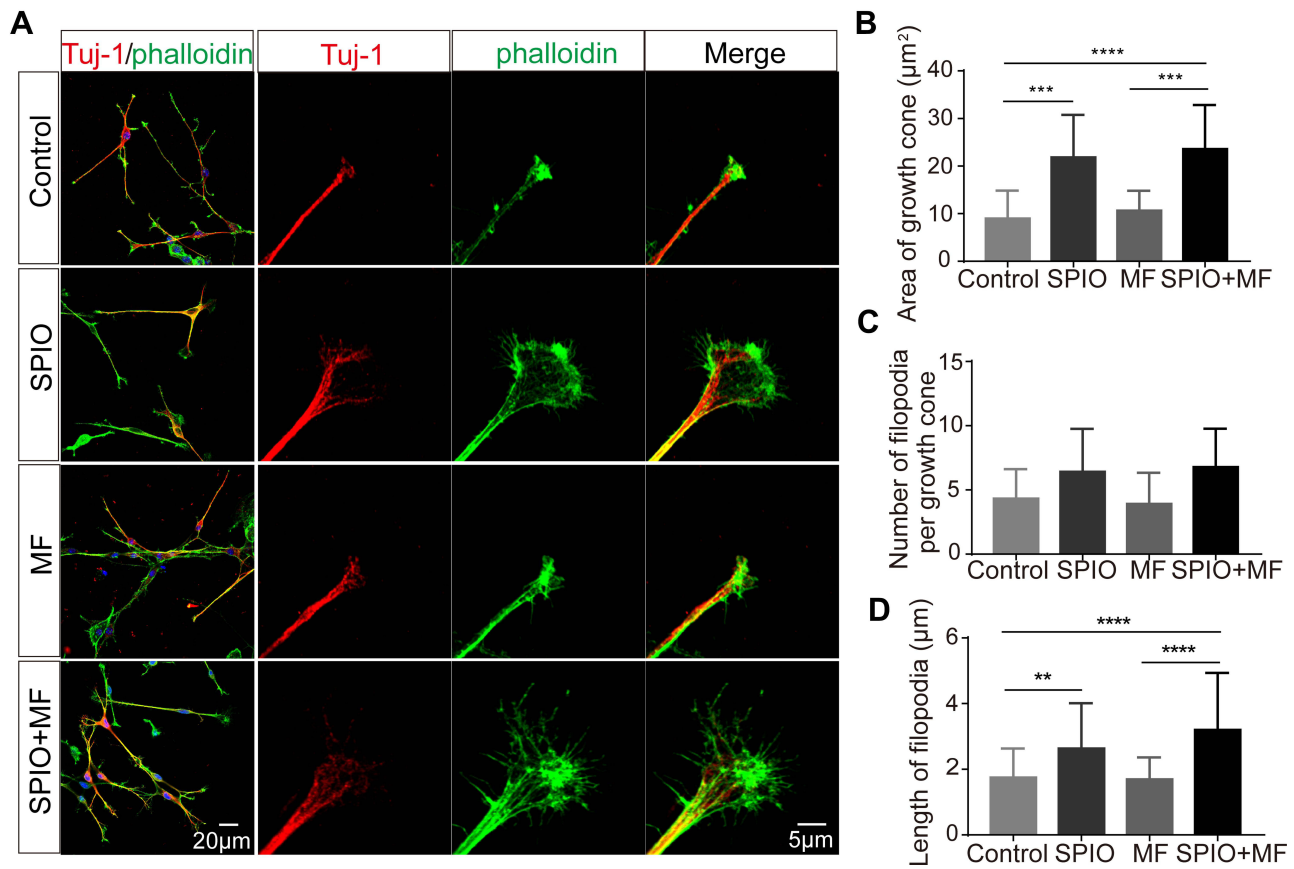 A
Tuj-1/phalloidin Tuj-1 phalloidin Merge
Control
SPIO
MF
SPIO+MF
20μm
5μm
B
Area of growth cone (μm²)
40
30
20
10
0
****
*** ***
Control SPIO MF SPIO+MF
C
Number of filopodia
per growth cone
15
10
5
0
Control SPIO MF SPIO+MF
D
Length of filopodia (μm)
6
4
2
0
****
** ****
Control SPIO MF SPIO+MF